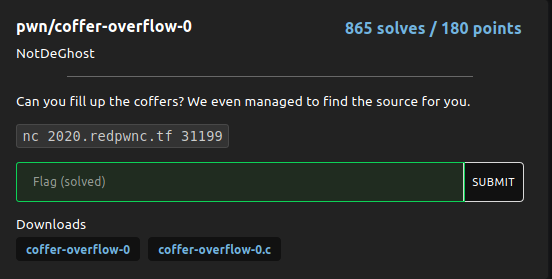 pwn/coffer-overflow-0
865 solves / 180 points
NotDeGhost
Can you fill up the coffers? We even managed to find the source for you.
nc 2020.redpwnc.tf 31199
Flag (solved)
SUBMIT
Downloads
coffer-overflow-0
coffer-overflow-0.c